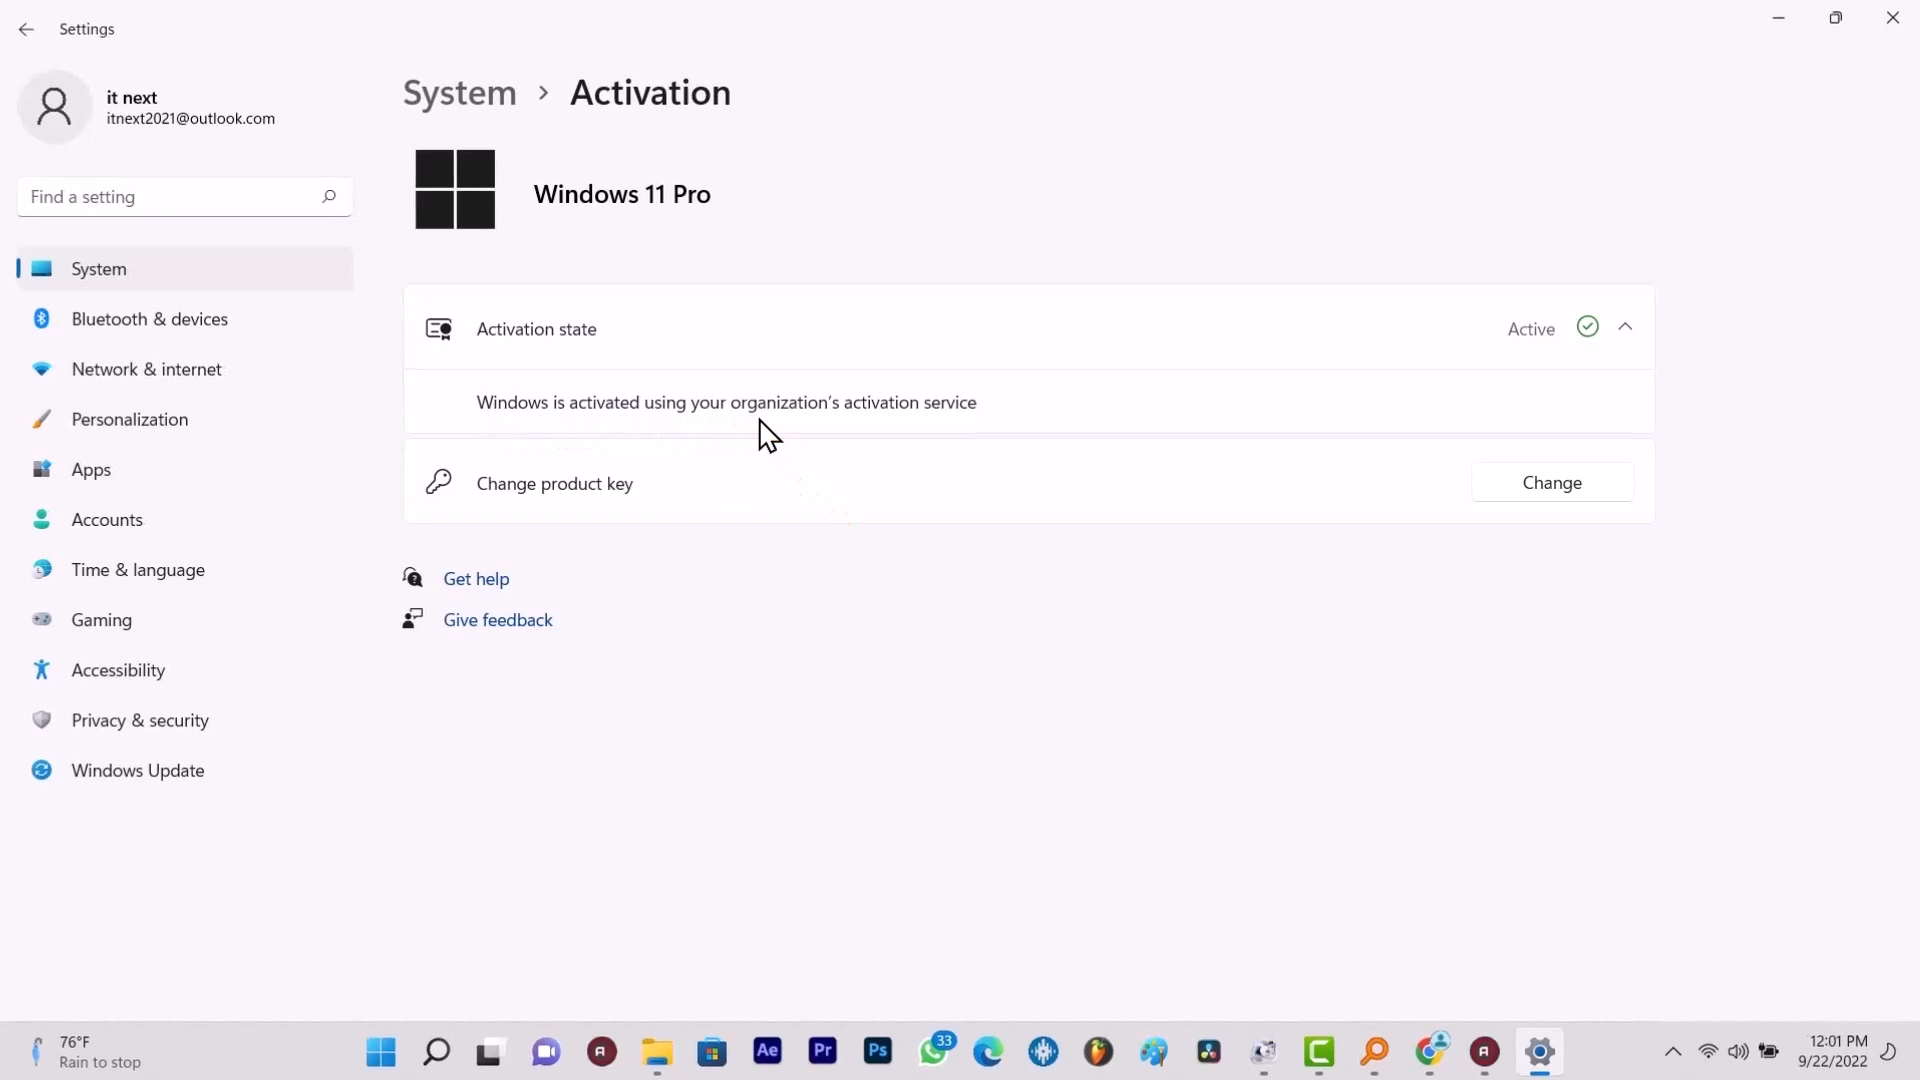 Settings
it next
itnext2021@outlook.com
Find a setting
System
Bluetooth & devices
Network & internet
Personalization
Apps
Accounts
Time & language
Gaming
Accessibility
Privacy & security
Windows Update
System > Activation
Windows 11 Pro
Activation state
Active
Windows is activated using your organization's activation service
Change product key
Change
Get help
Give feedback
76°F
Rain to stop
A
Ae
Pr
Ps
33
A
12:01 PM
9/22/2022